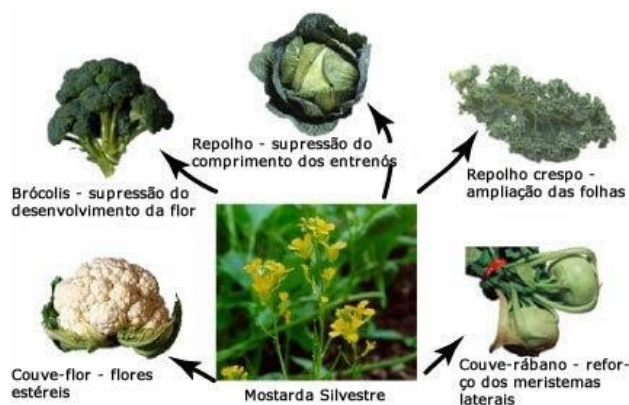 Repolho - supressão do
comprimento dos entrenós
Brócolis - supressão do
desenvolvimento da flor
Repolho crespo -
ampliação das folhas
Couve-flor - flores
estéreis
Mostarda Silvestre
Couve-rábano - refor-
ço dos meristemas
laterais